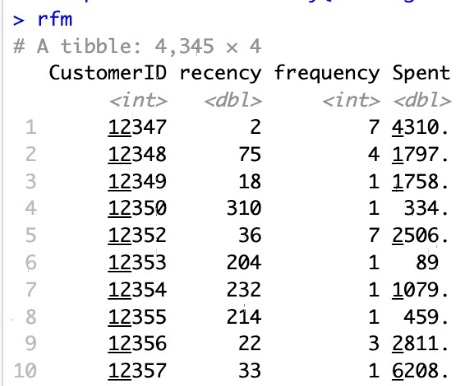 > rfm
# A tibble: 4,345 × 4
CustomerID recency frequency Spent
<int> <dbl> <int> <dbl>
1 12347 2 7 4310.
2 12348 75 4 1797.
3 12349 18 1 1758.
4 12350 310 1 334.
5 12352 36 7 2506.
6 12353 204 1 89
7 12354 232 1 1079.
8 12355 214 1 459.
9 12356 22 3 2811.
10 12357 33 1 6208.